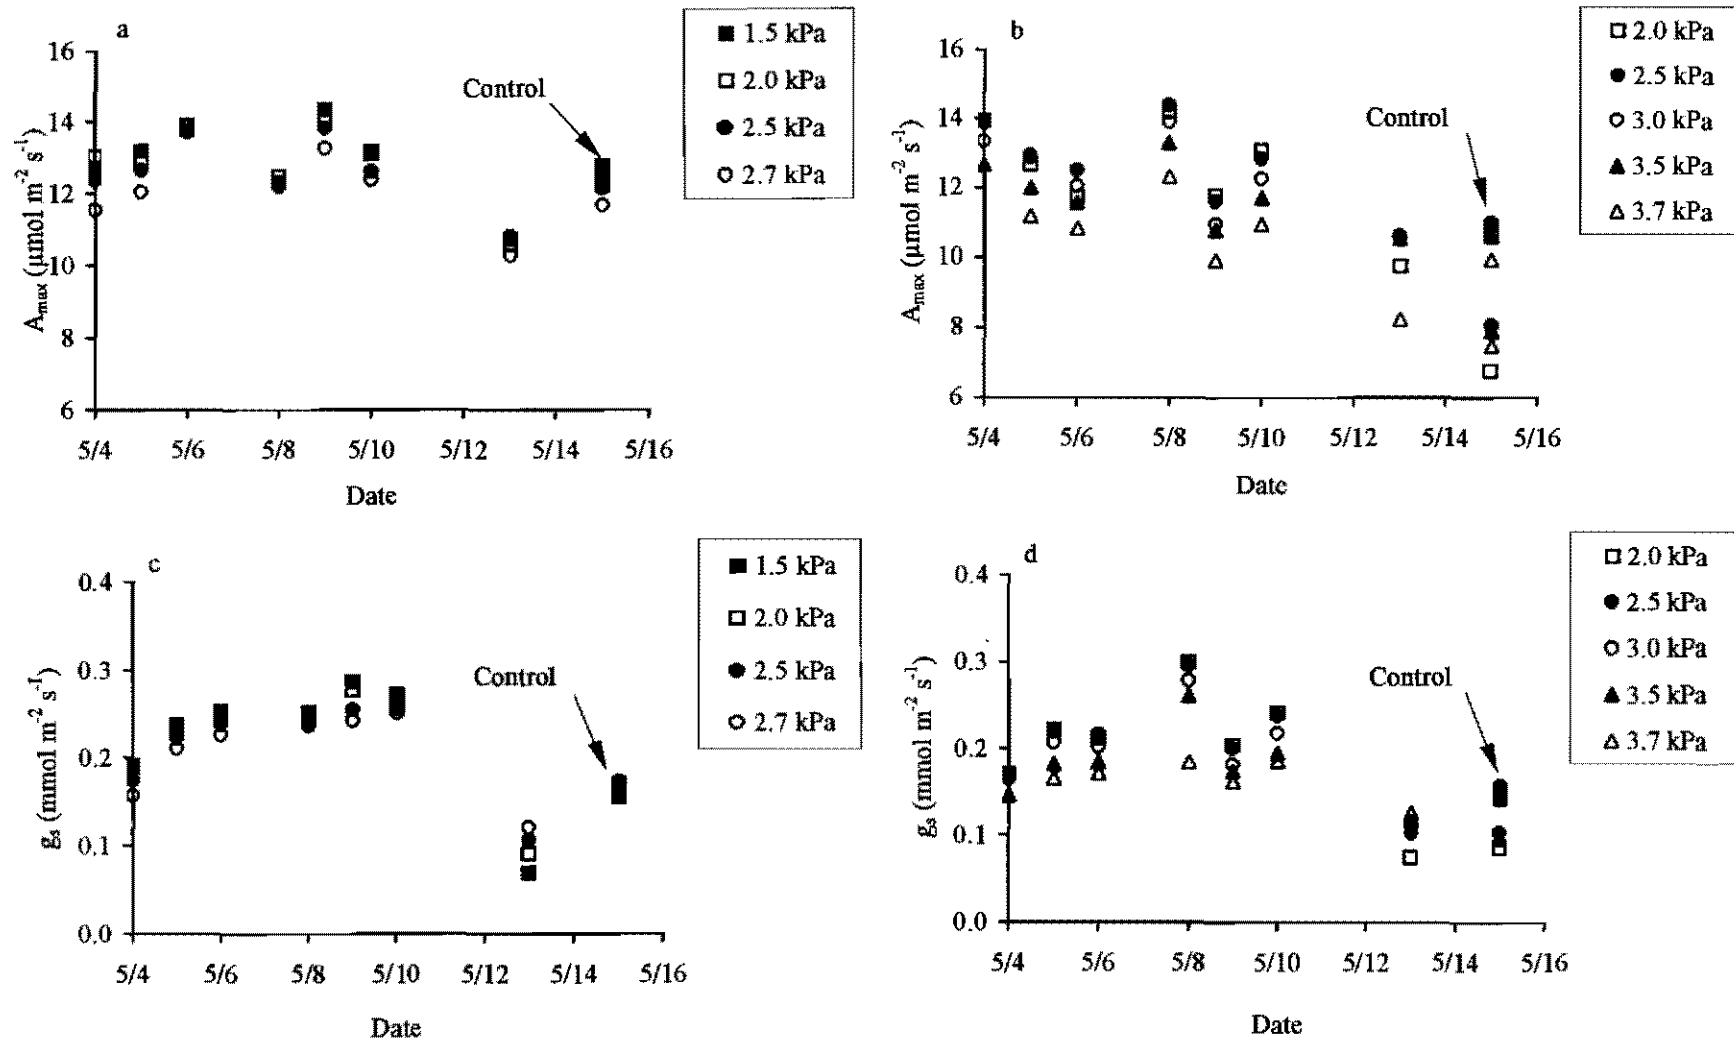 a
1.5 kPa
2.0 kPa
2.5 kPa
2.7 kPa
Control
16
14
12
10
8
6
A_max (μmol m⁻² s⁻¹)
5/4 5/6 5/8 5/10 5/12 5/14 5/16
Date
b
2.0 kPa
2.5 kPa
3.0 kPa
3.5 kPa
3.7 kPa
Control
16
14
12
10
8
6
A_max (μmol m⁻² s⁻¹)
5/4 5/6 5/8 5/10 5/12 5/14 5/16
Date
c
1.5 kPa
2.0 kPa
2.5 kPa
2.7 kPa
Control
0.4
0.3
0.2
0.1
0.0
g_s (mmol m⁻² s⁻¹)
5/4 5/6 5/8 5/10 5/12 5/14 5/16
Date
d
2.0 kPa
2.5 kPa
3.0 kPa
3.5 kPa
3.7 kPa
Control
0.4
0.3
0.2
0.1
0.0
g_s (mmol m⁻² s⁻¹)
5/4 5/6 5/8 5/10 5/12 5/14 5/16
Date